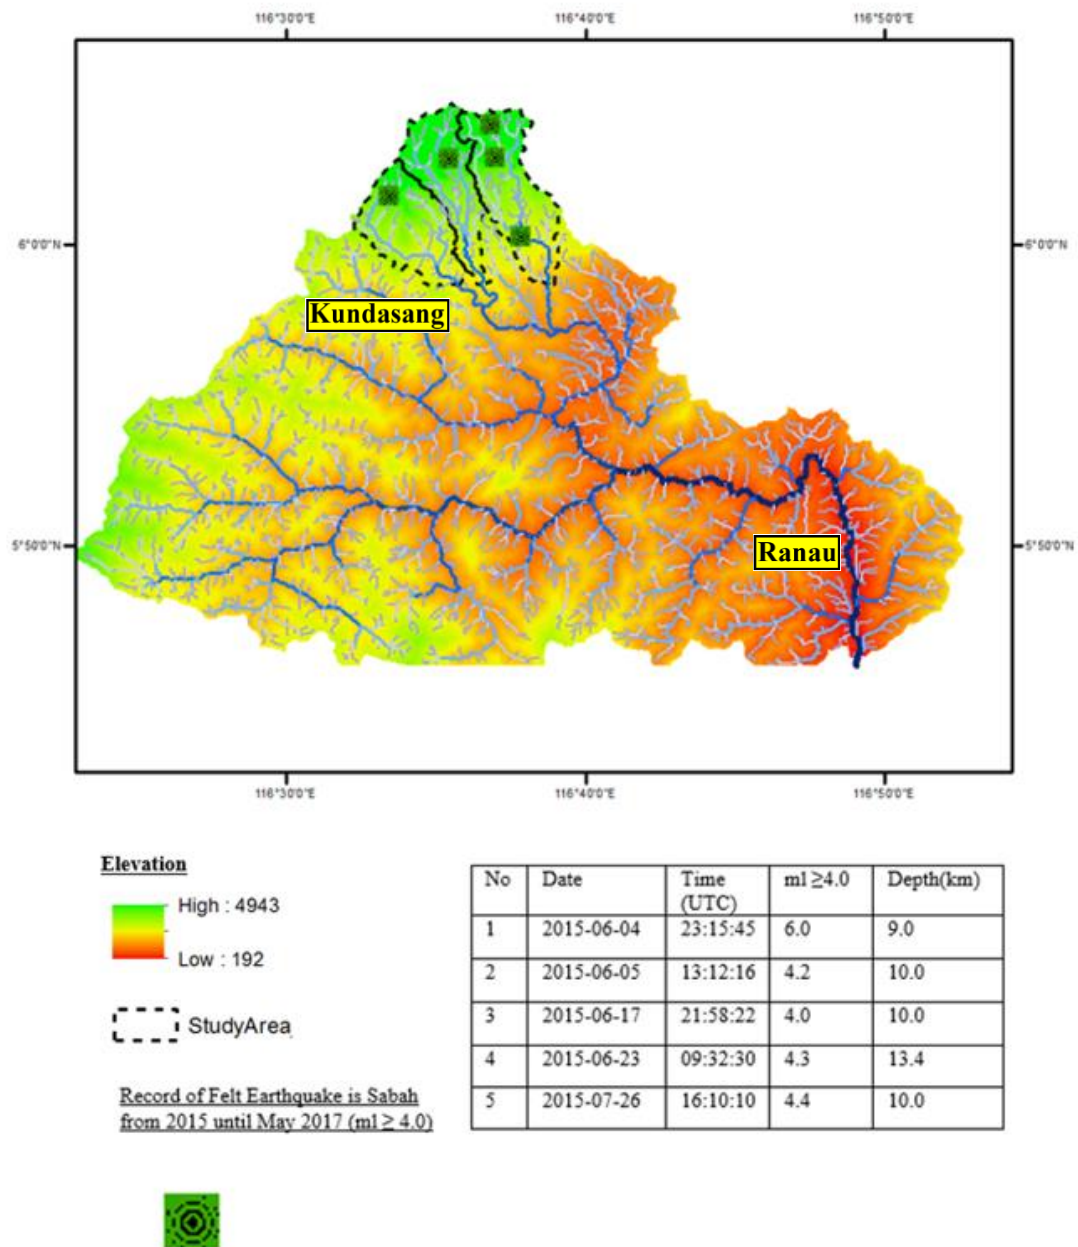 116°30'0"E 116°40'0"E 116°50'0"E
6°0'0"N 6°0'0"N
Kundasang
5°50'0"N 5°50'0"N
Ranau
116°30'0"E 116°40'0"E 116°50'0"E
Elevation
High : 4943
Low : 192
StudyArea
Record of Felt Earthquake is Sabah
from 2015 until May 2017 (ml ≥ 4.0)
No Date Time (UTC) ml ≥4.0 Depth(km)
1 2015-06-04 23:15:45 6.0 9.0
2 2015-06-05 13:12:16 4.2 10.0
3 2015-06-17 21:58:22 4.0 10.0
4 2015-06-23 09:32:30 4.3 13.4
5 2015-07-26 16:10:10 4.4 10.0